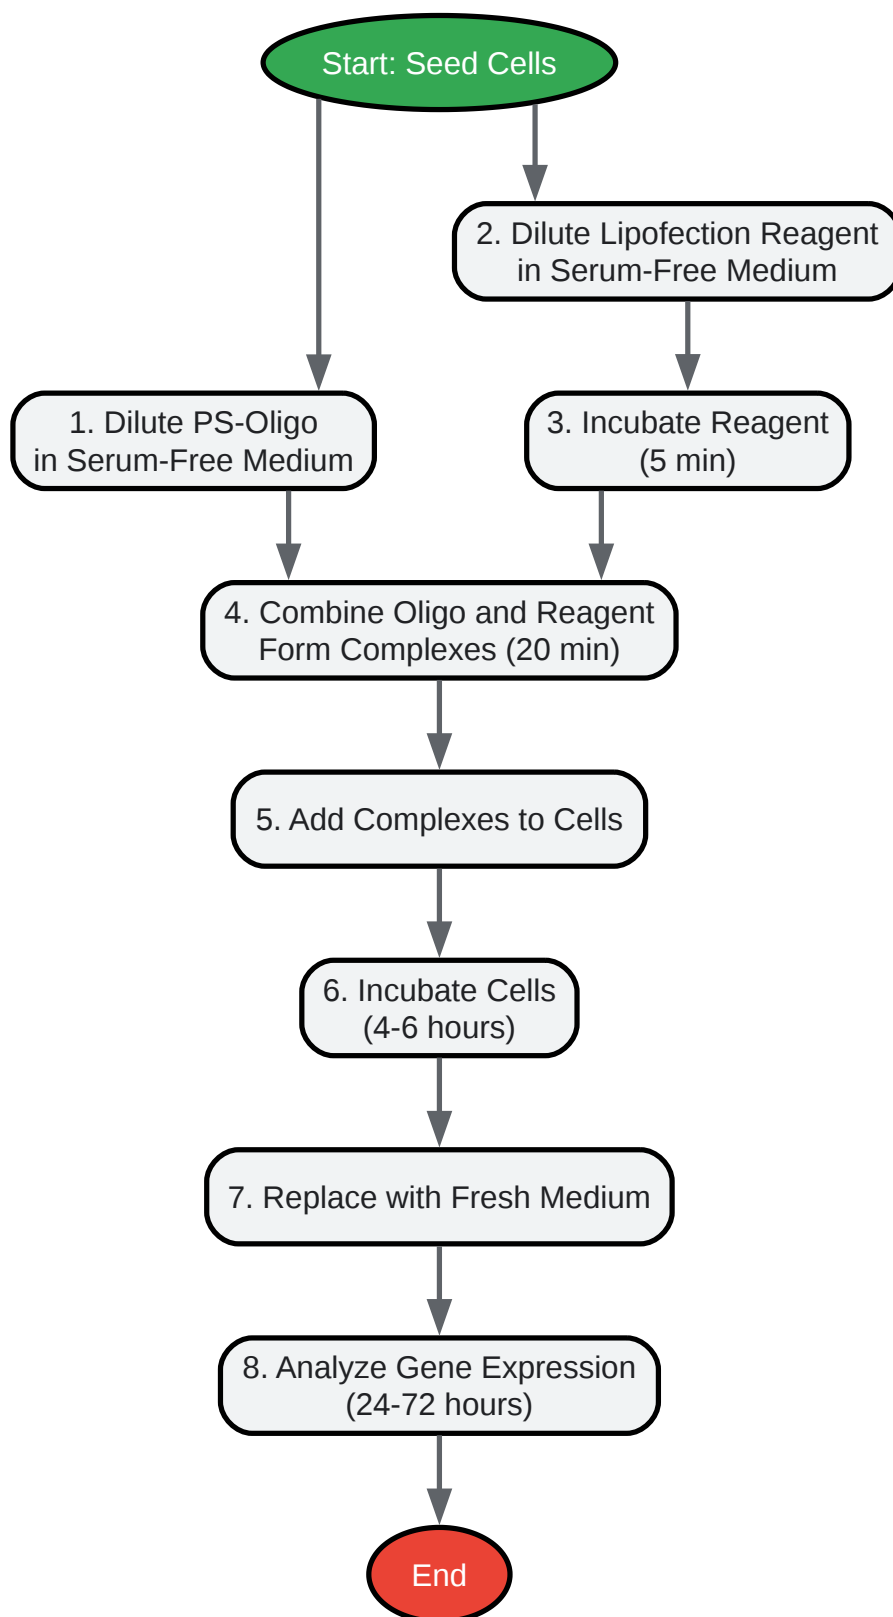 Start: Seed Cells
2. Dilute Lipofection Reagent
in Serum-Free Medium
1. Dilute PS-Oligo
in Serum-Free Medium
3. Incubate Reagent
(5 min)
4. Combine Oligo and Reagent
Form Complexes (20 min)
5. Add Complexes to Cells
6. Incubate Cells
(4-6 hours)
7. Replace with Fresh Medium
8. Analyze Gene Expression
(24-72 hours)
End